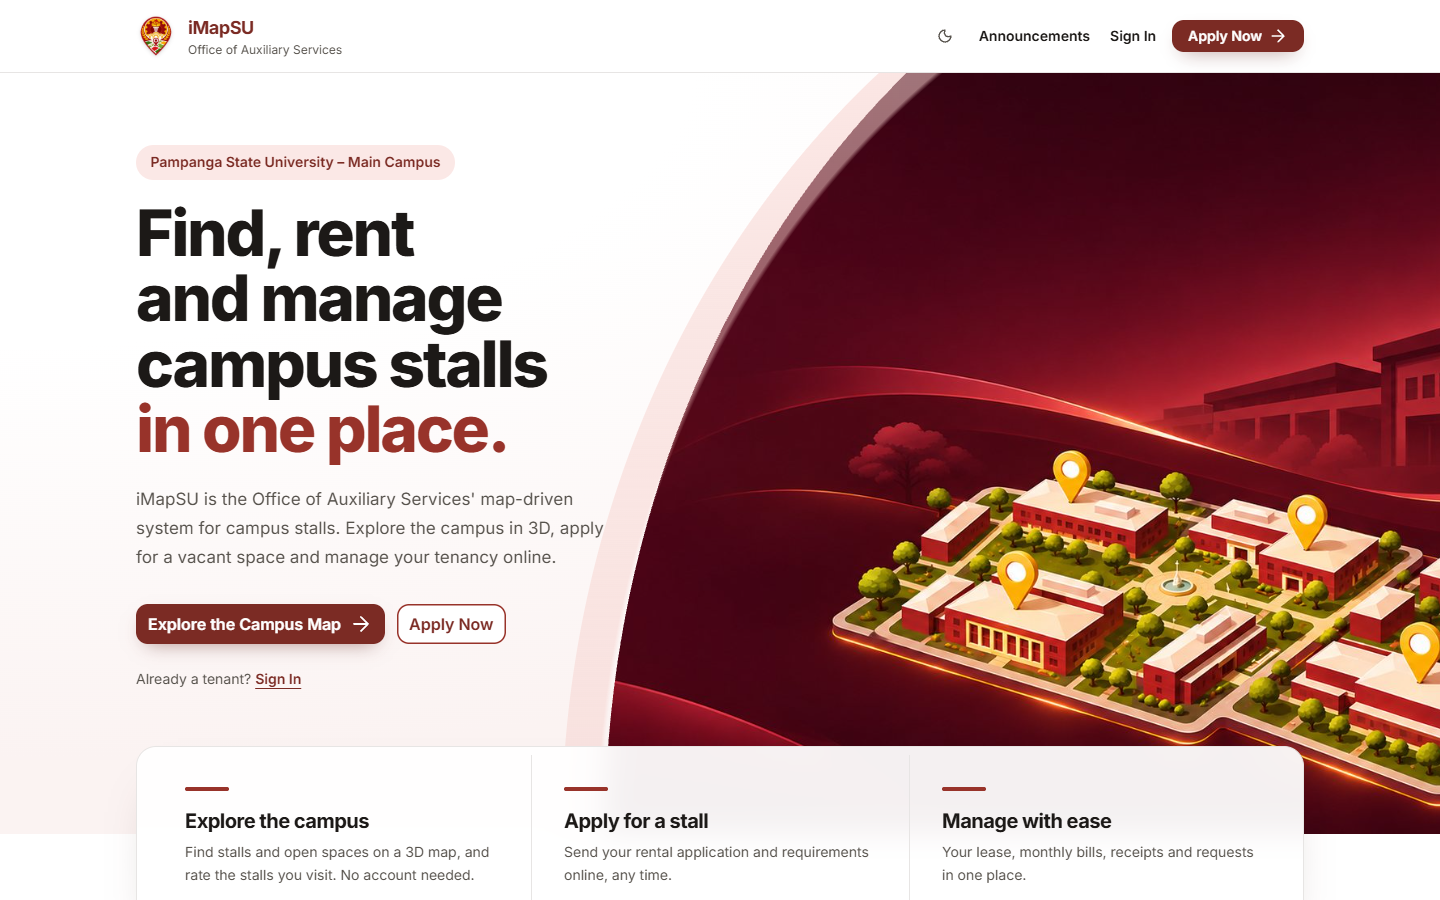 iMapSU
Office of Auxiliary Services
Announcements
Sign In
Apply Now
Pampanga State University – Main Campus
Find, rent
and manage
campus stalls
in one place.
iMapSU is the Office of Auxiliary Services' map-driven
system for campus stalls. Explore the campus in 3D, apply
for a vacant space and manage your tenancy online.
Explore the Campus Map
Apply Now
Already a tenant? Sign In
Explore the campus
Find stalls and open spaces on a 3D map, and
rate the stalls you visit. No account needed.
Apply for a stall
Send your rental application and requirements
online, any time.
Manage with ease
Your lease, monthly bills, receipts and requests
in one place.